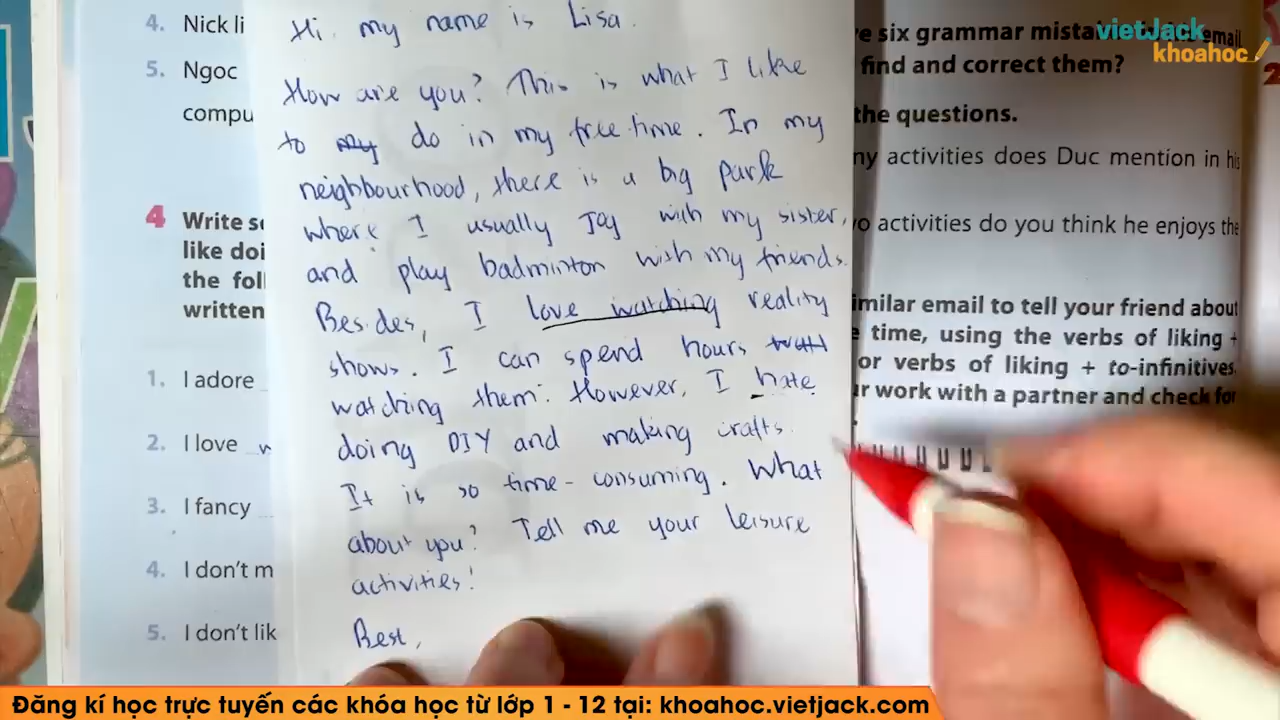 4. Nick li
5. Ngoc
compu
4 Write so
like doi
the fol
written
1. I adore
2. I love w
3. I fancy
4. I don't m
5. I don't lik
Hi. my name is Lisa.
How are you? This is what I like
to my do in my free time. In my
neighbourhood, there is a big park
where I usually Jog with my sister,
and play badminton with my friends.
Besides, I love watching reality
shows. I can spend hours watt
watching them. However, I hate
doing DIY and making crafts.
It is so time-consuming. What
about you? Tell me your leisure
activities!
Best,
e six grammar email
find and correct them?
the questions.
ny activities does Duc mention in his
vo activities do you think he enjoys the
imilar email to tell your friend about
e time, using the verbs of liking +
or verbs of liking + to-infinitives.
ur work with a partner and check for
2
vietJack
khoahoc
Đăng kí học trực tuyến các khóa học từ lớp 1 - 12 tại: khoahoc.vietjack.com